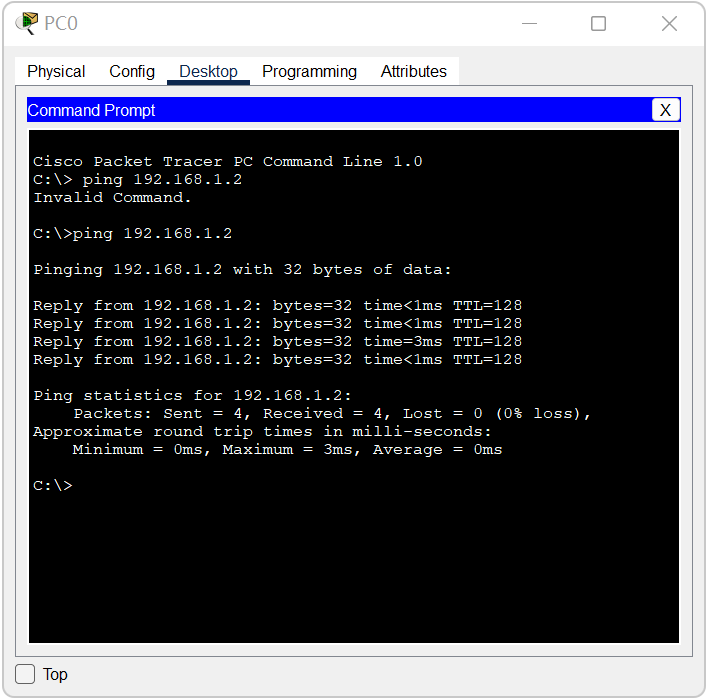 PC0
Physical Config Desktop Programming Attributes
Command Prompt X
Cisco Packet Tracer PC Command Line 1.0
C:\> ping 192.168.1.2
Invalid Command.
C:\>ping 192.168.1.2
Pinging 192.168.1.2 with 32 bytes of data:
Reply from 192.168.1.2: bytes=32 time<1ms TTL=128
Reply from 192.168.1.2: bytes=32 time<1ms TTL=128
Reply from 192.168.1.2: bytes=32 time=3ms TTL=128
Reply from 192.168.1.2: bytes=32 time<1ms TTL=128
Ping statistics for 192.168.1.2:
    Packets: Sent = 4, Received = 4, Lost = 0 (0% loss),
Approximate round trip times in milli-seconds:
    Minimum = 0ms, Maximum = 3ms, Average = 0ms
C:\>
Top